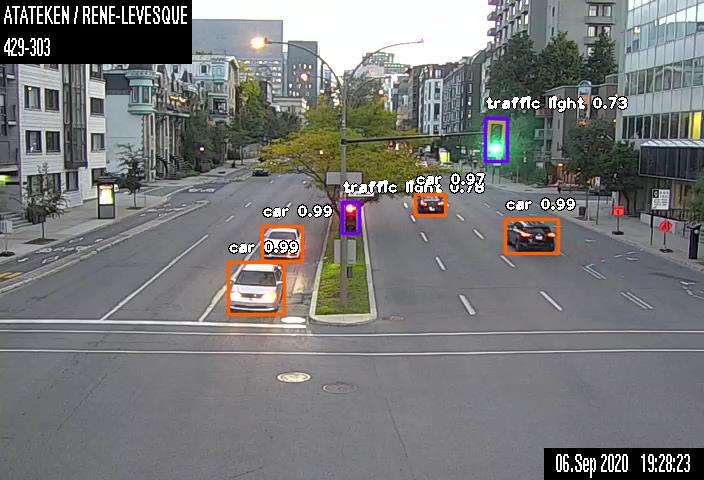 ATATEKEN / RENE-LEVESQUE
429-303
traffic light 0.73
car 0.97
traffic light 0.78
car 0.99
car 0.99
car 0.99
06.Sep 2020 19:28:23